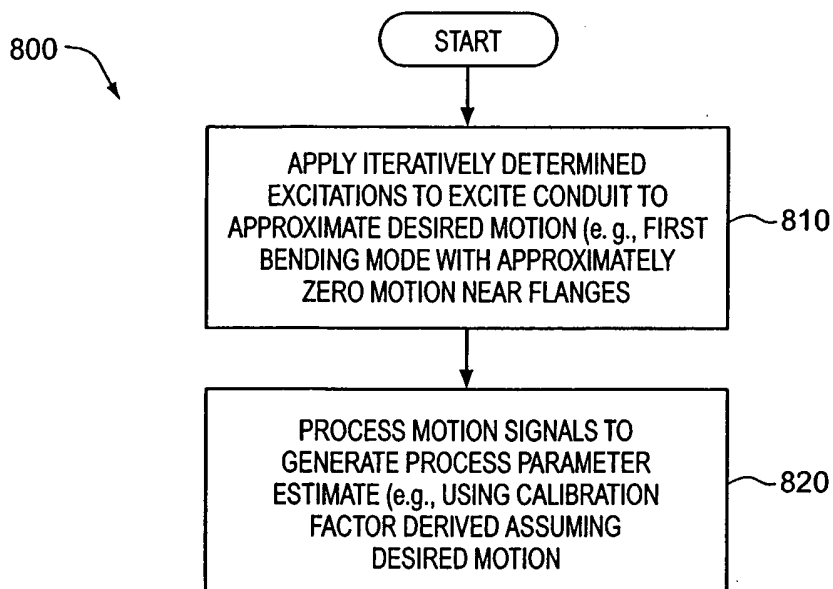 800
START
APPLY ITERATIVELY DETERMINED
EXCITATIONS TO EXCITE CONDUIT TO
APPROXIMATE DESIRED MOTION (e. g., FIRST
BENDING MODE WITH APPROXIMATELY
ZERO MOTION NEAR FLANGES
810
PROCESS MOTION SIGNALS TO
GENERATE PROCESS PARAMETER
ESTIMATE (e.g., USING CALIBRATION
FACTOR DERIVED ASSUMING
DESIRED MOTION
820